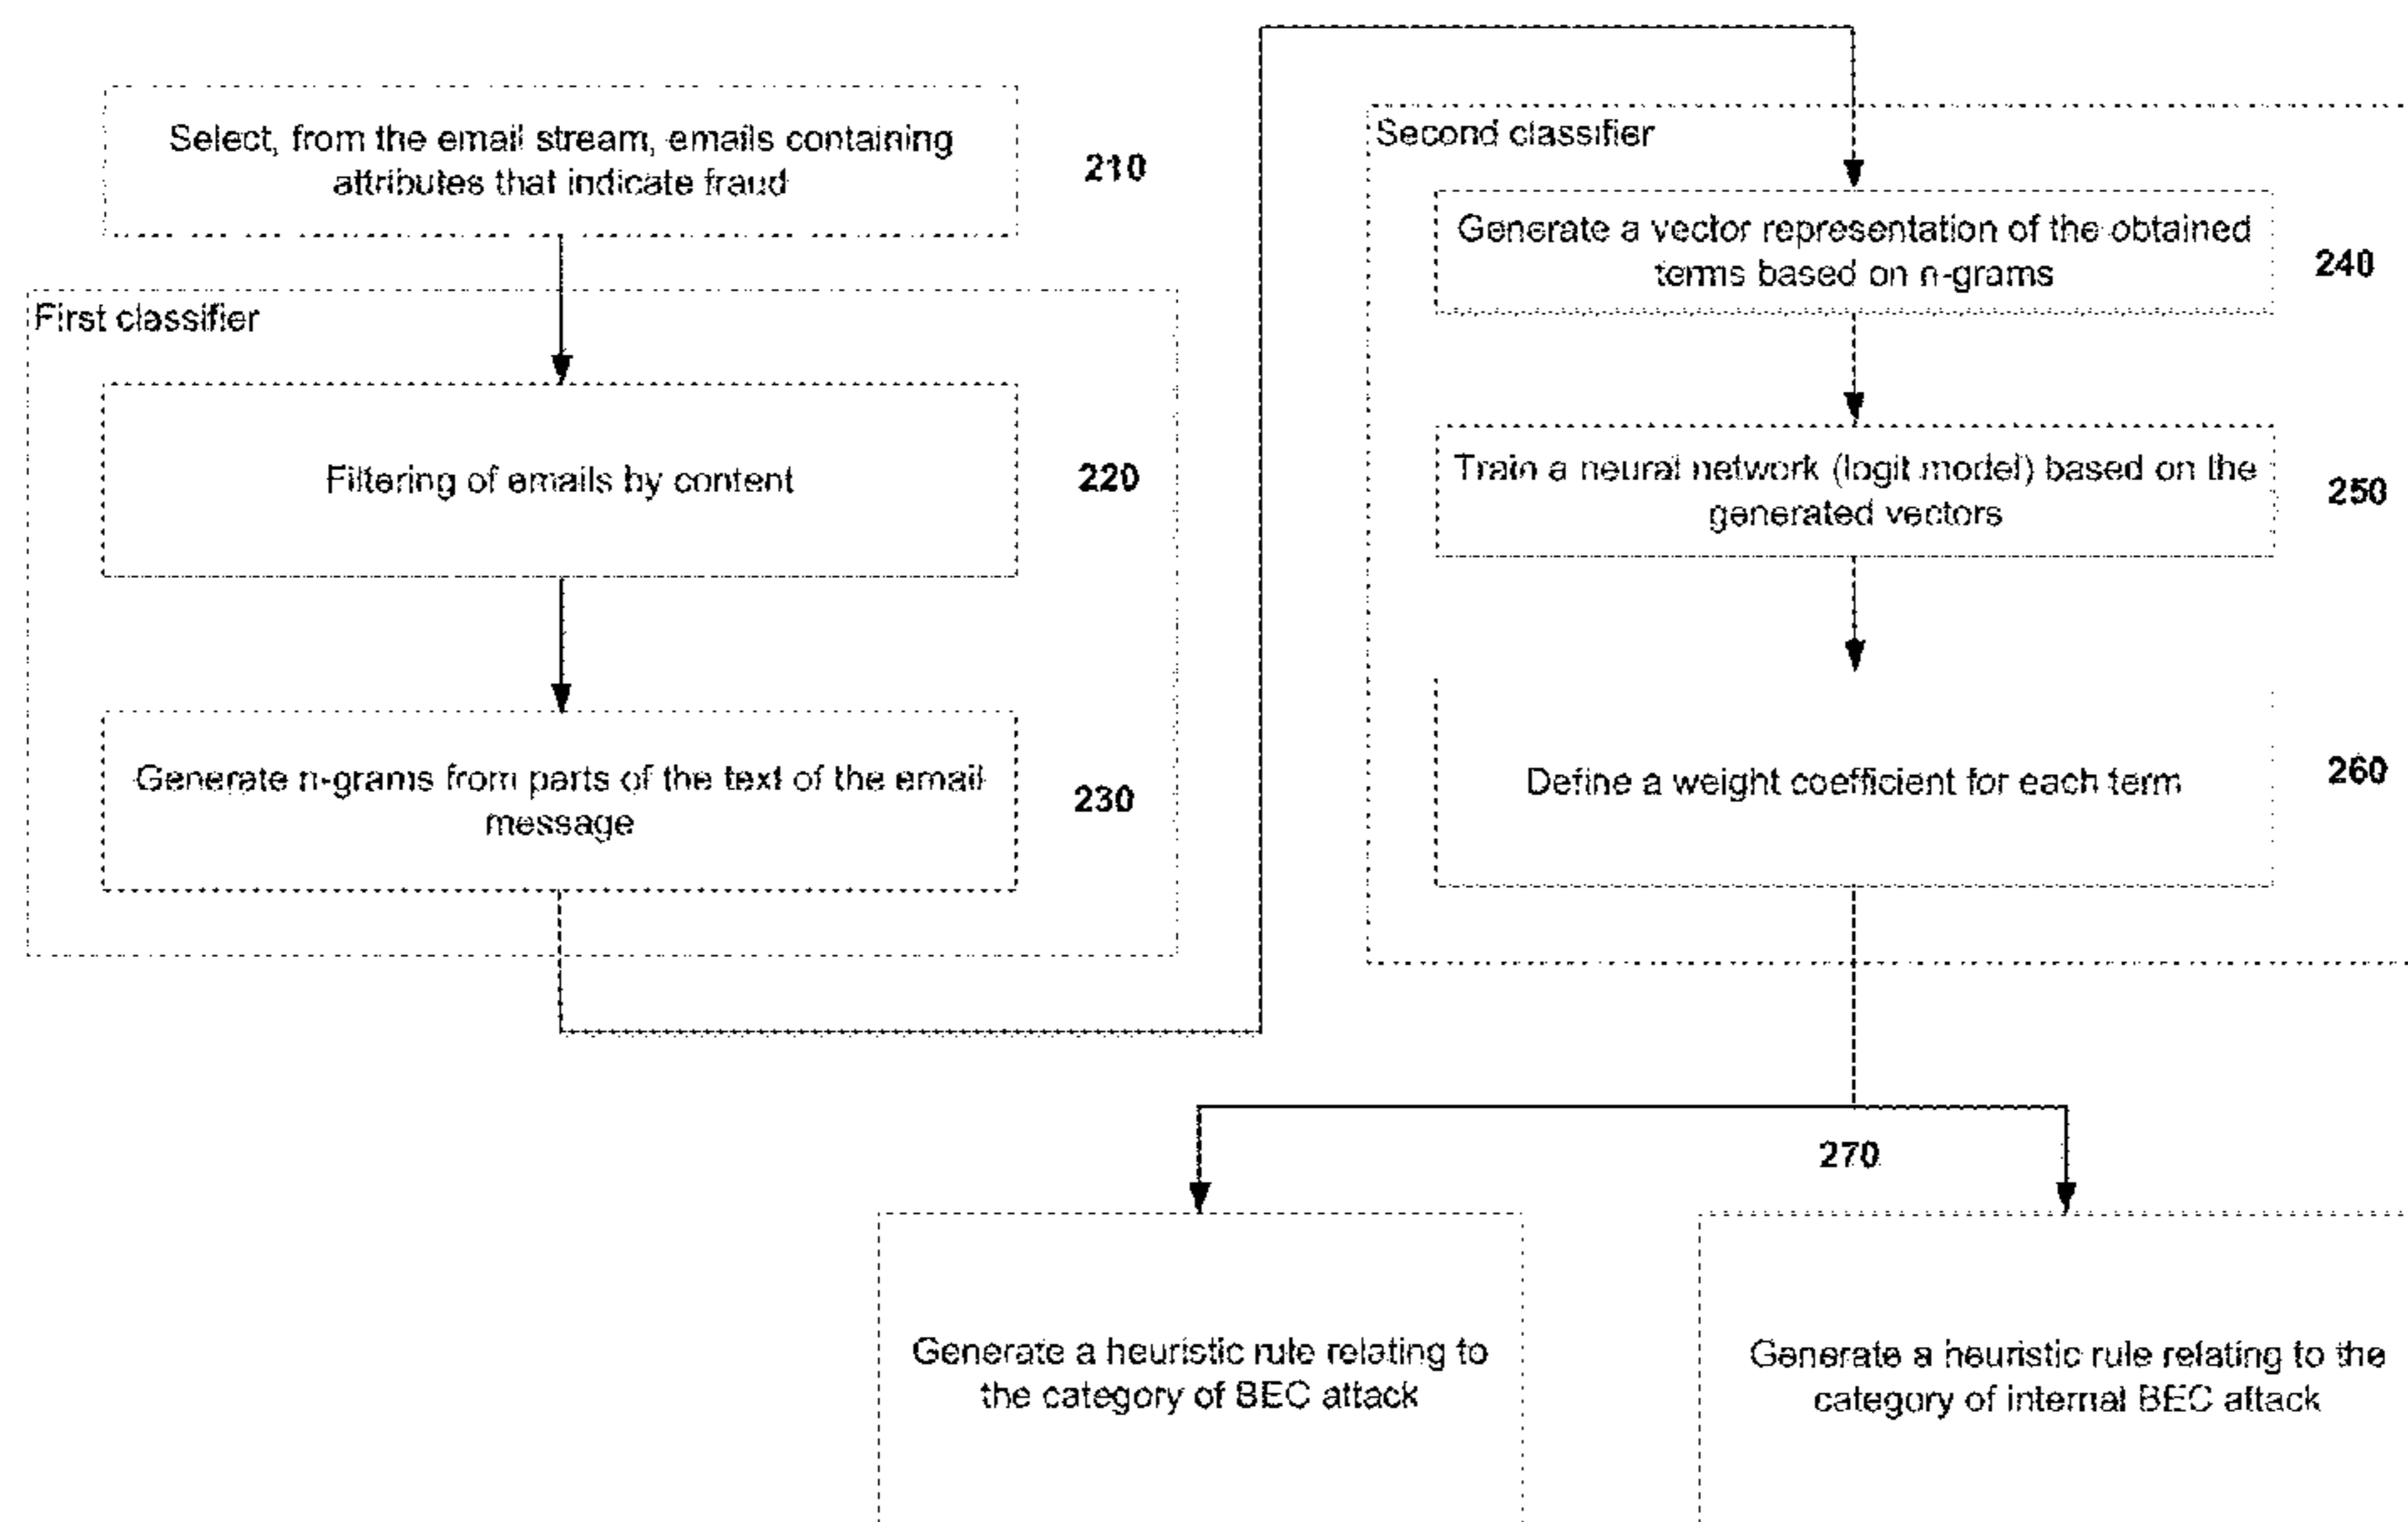 Select, from the email stream, emails containing
attributes that indicate fraud
210
First classifier
Filtering of emails by content
220
Generate n-grams from parts of the text of the email
message
230
Second classifier
Generate a vector representation of the obtained
terms based on n-grams
240
Train a neural network (logit model) based on the
generated vectors
250
Define a weight coefficient for each term
260
270
Generate a heuristic rule relating to
the category of BEC attack
Generate a heuristic rule relating to the
category of internal BEC attack